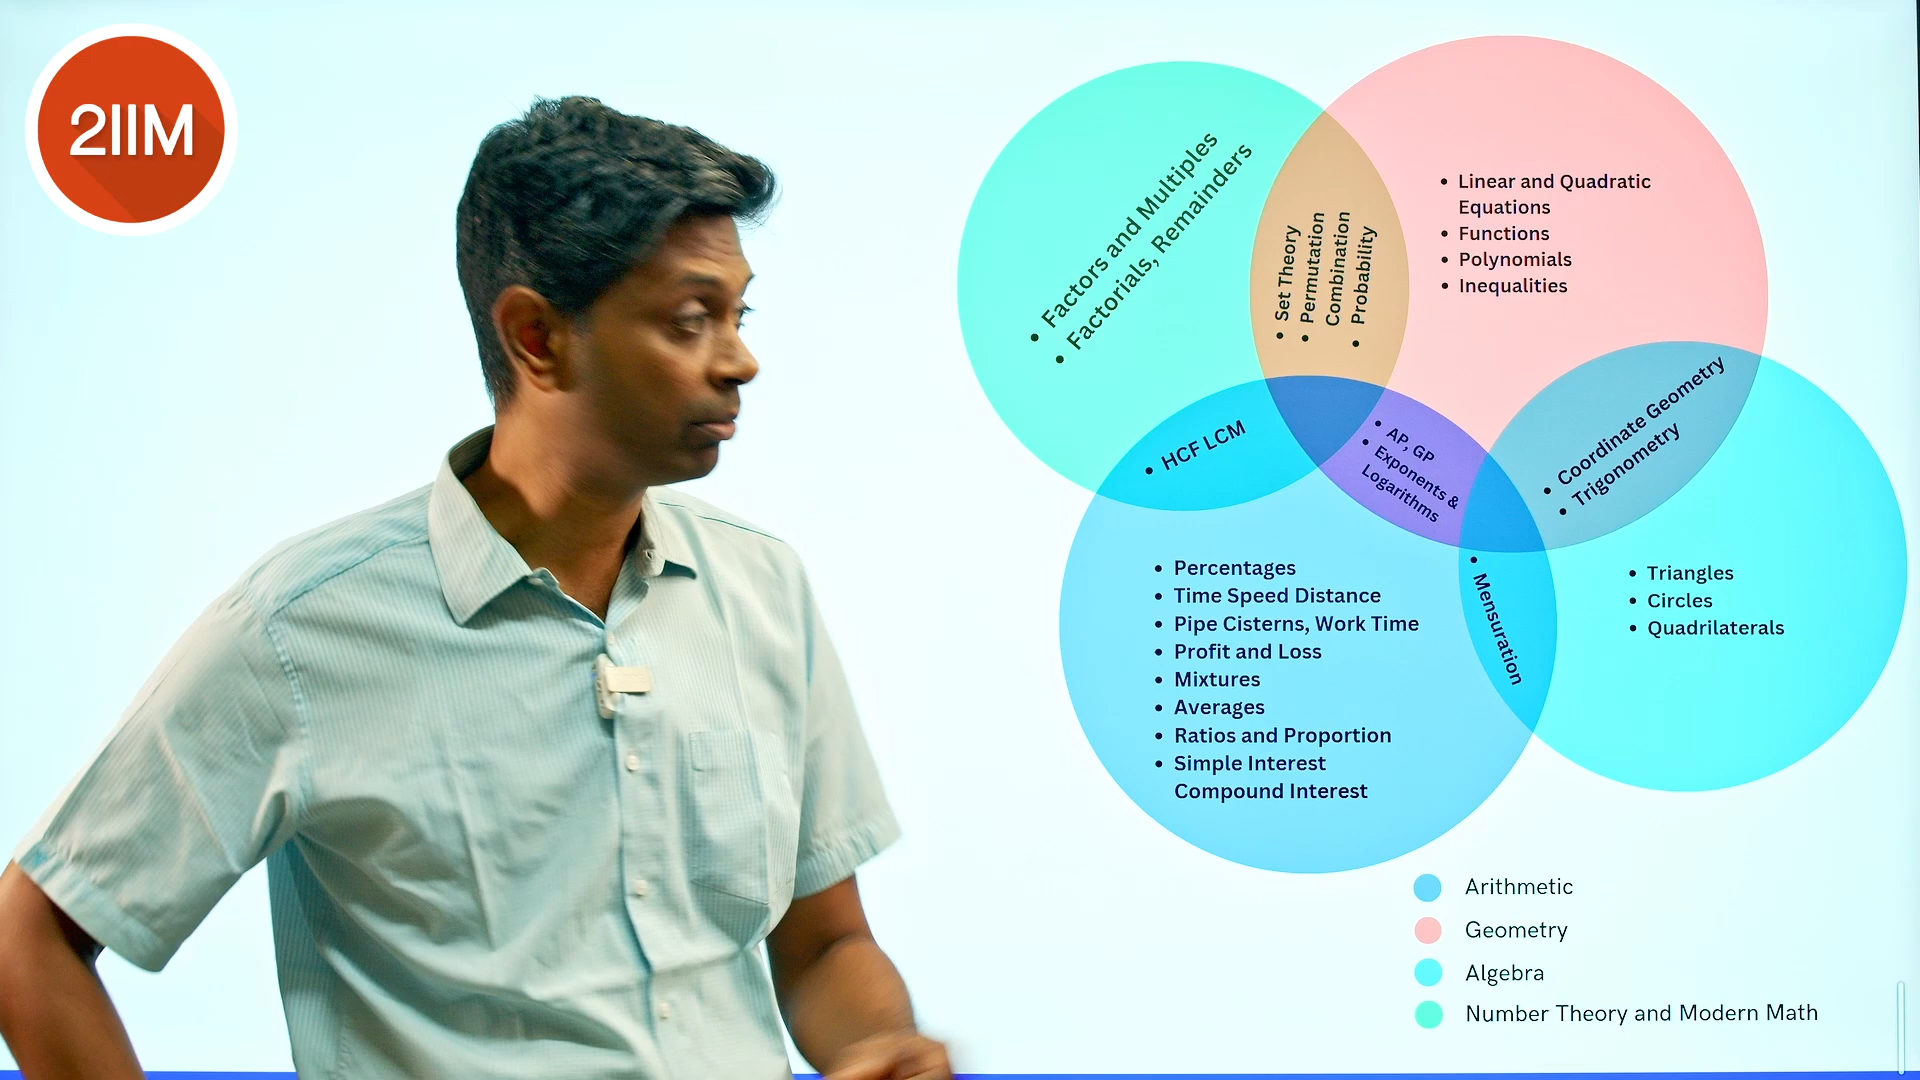 2IIM
• Factors and Multiples
• Factorials, Remainders
• Set Theory
• Permutation
Combination
• Probability
• Linear and Quadratic
Equations
• Functions
• Polynomials
• Inequalities
• HCF LCM
• AP, GP
• Exponents &
Logarithms
• Coordinate Geometry
• Trigonometry
• Percentages
• Time Speed Distance
• Pipe Cisterns, Work Time
• Profit and Loss
• Mixtures
• Averages
• Ratios and Proportion
• Simple Interest
Compound Interest
• Mensuration
• Triangles
• Circles
• Quadrilaterals
Arithmetic
Geometry
Algebra
Number Theory and Modern Math